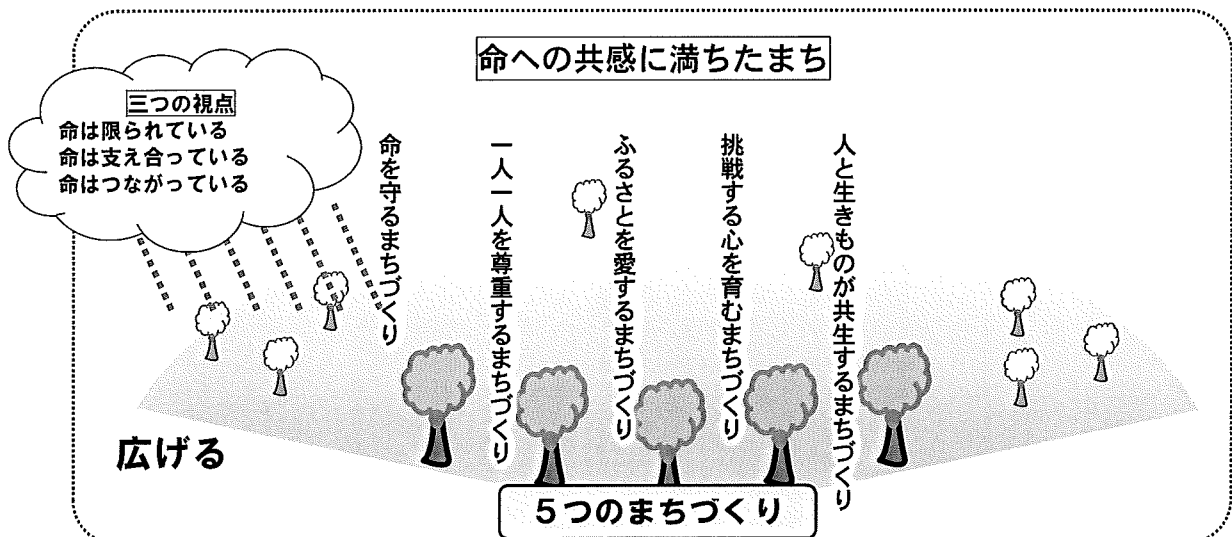 命への共感に満ちたまち
三つの視点
命は限られている
命は支え合っている
命はつながっている
命を守るまちづくり
一人一人を尊重するまちづくり
ふるさとを愛するまちづくり
挑戦する心を育むまちづくり
人と生きものが共生するまちづくり
広げる
５つのまちづくり